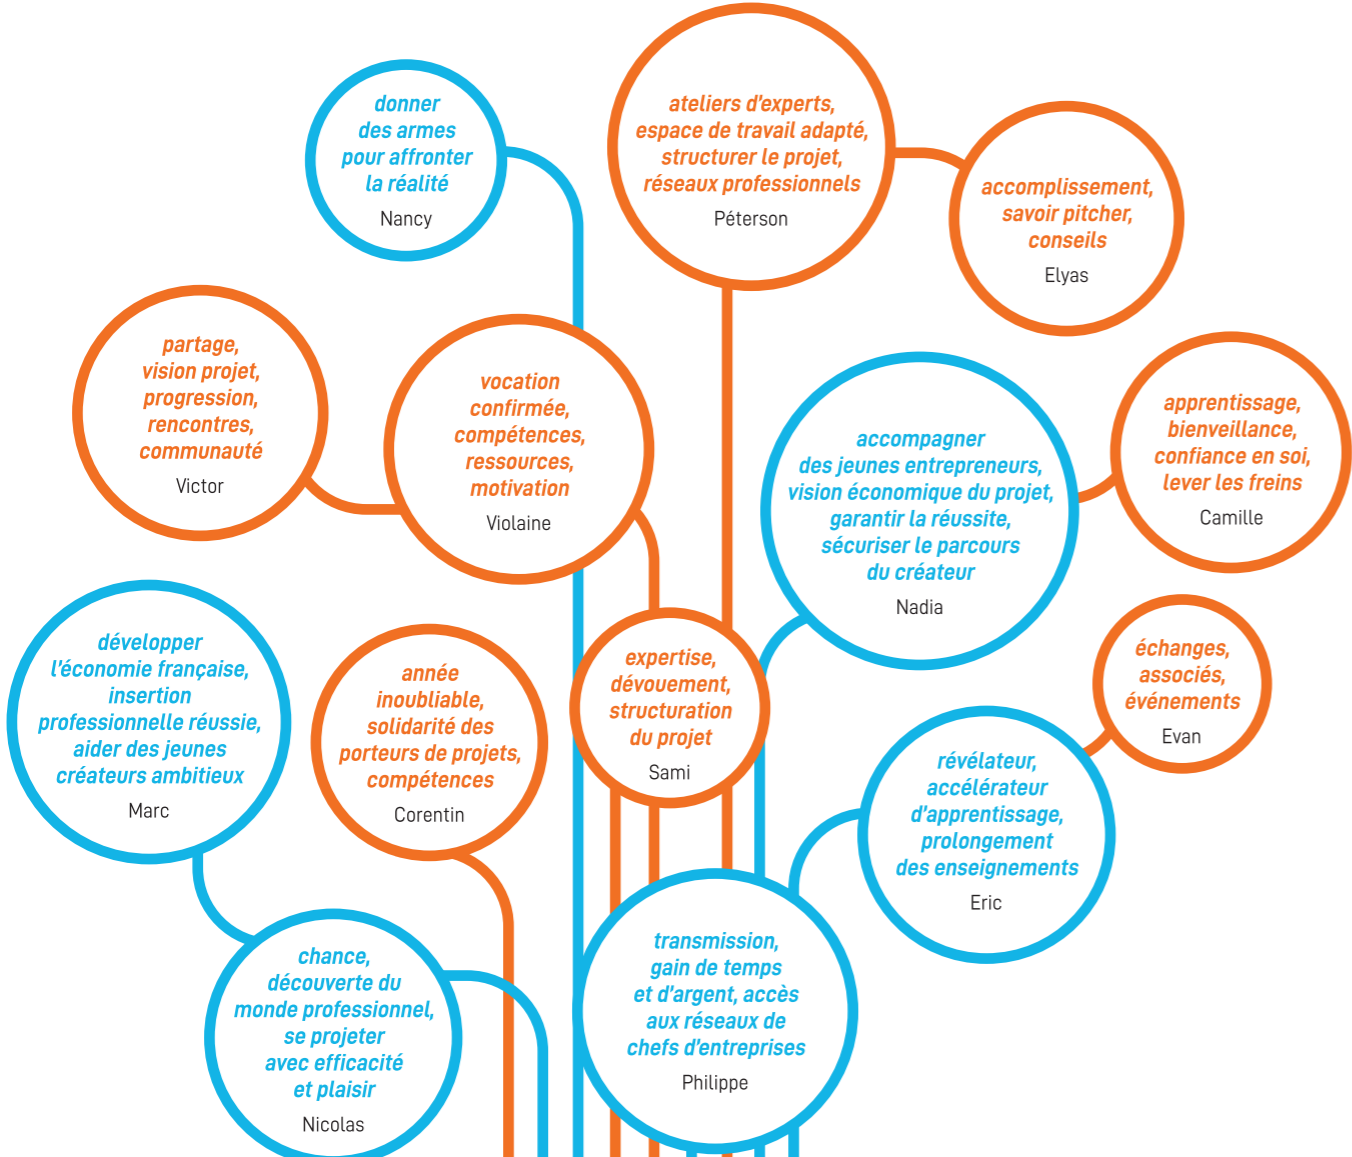 donner
des armes
pour affronter
la réalité
Nancy
ateliers d'experts,
espace de travail adapté,
structurer le projet,
réseaux professionnels
Péterson
accomplissement,
savoir pitcher,
conseils
Elyas
partage,
vision projet,
progression,
rencontres,
communauté
Victor
vocation
confirmée,
compétences,
ressources,
motivation
Violaine
accompagner
des jeunes entrepreneurs,
vision économique du projet,
garantir la réussite,
sécuriser le parcours
du créateur
Nadia
apprentissage,
bienveillance,
confiance en soi,
lever les freins
Camille
développer
l'économie française,
insertion
professionnelle réussie,
aider des jeunes
créateurs ambitieux
Marc
année
inoubliable,
solidarité des
porteurs de projets,
compétences
Corentin
expertise,
dévouement,
structuration
du projet
Sami
échanges,
associés,
événements
Evan
révélateur,
accélérateur
d'apprentissage,
prolongement
des enseignements
Eric
chance,
découverte du
monde professionnel,
se projeter
avec efficacité
et plaisir
Nicolas
transmission,
gain de temps
et d'argent, accès
aux réseaux de
chefs d'entreprises
Philippe